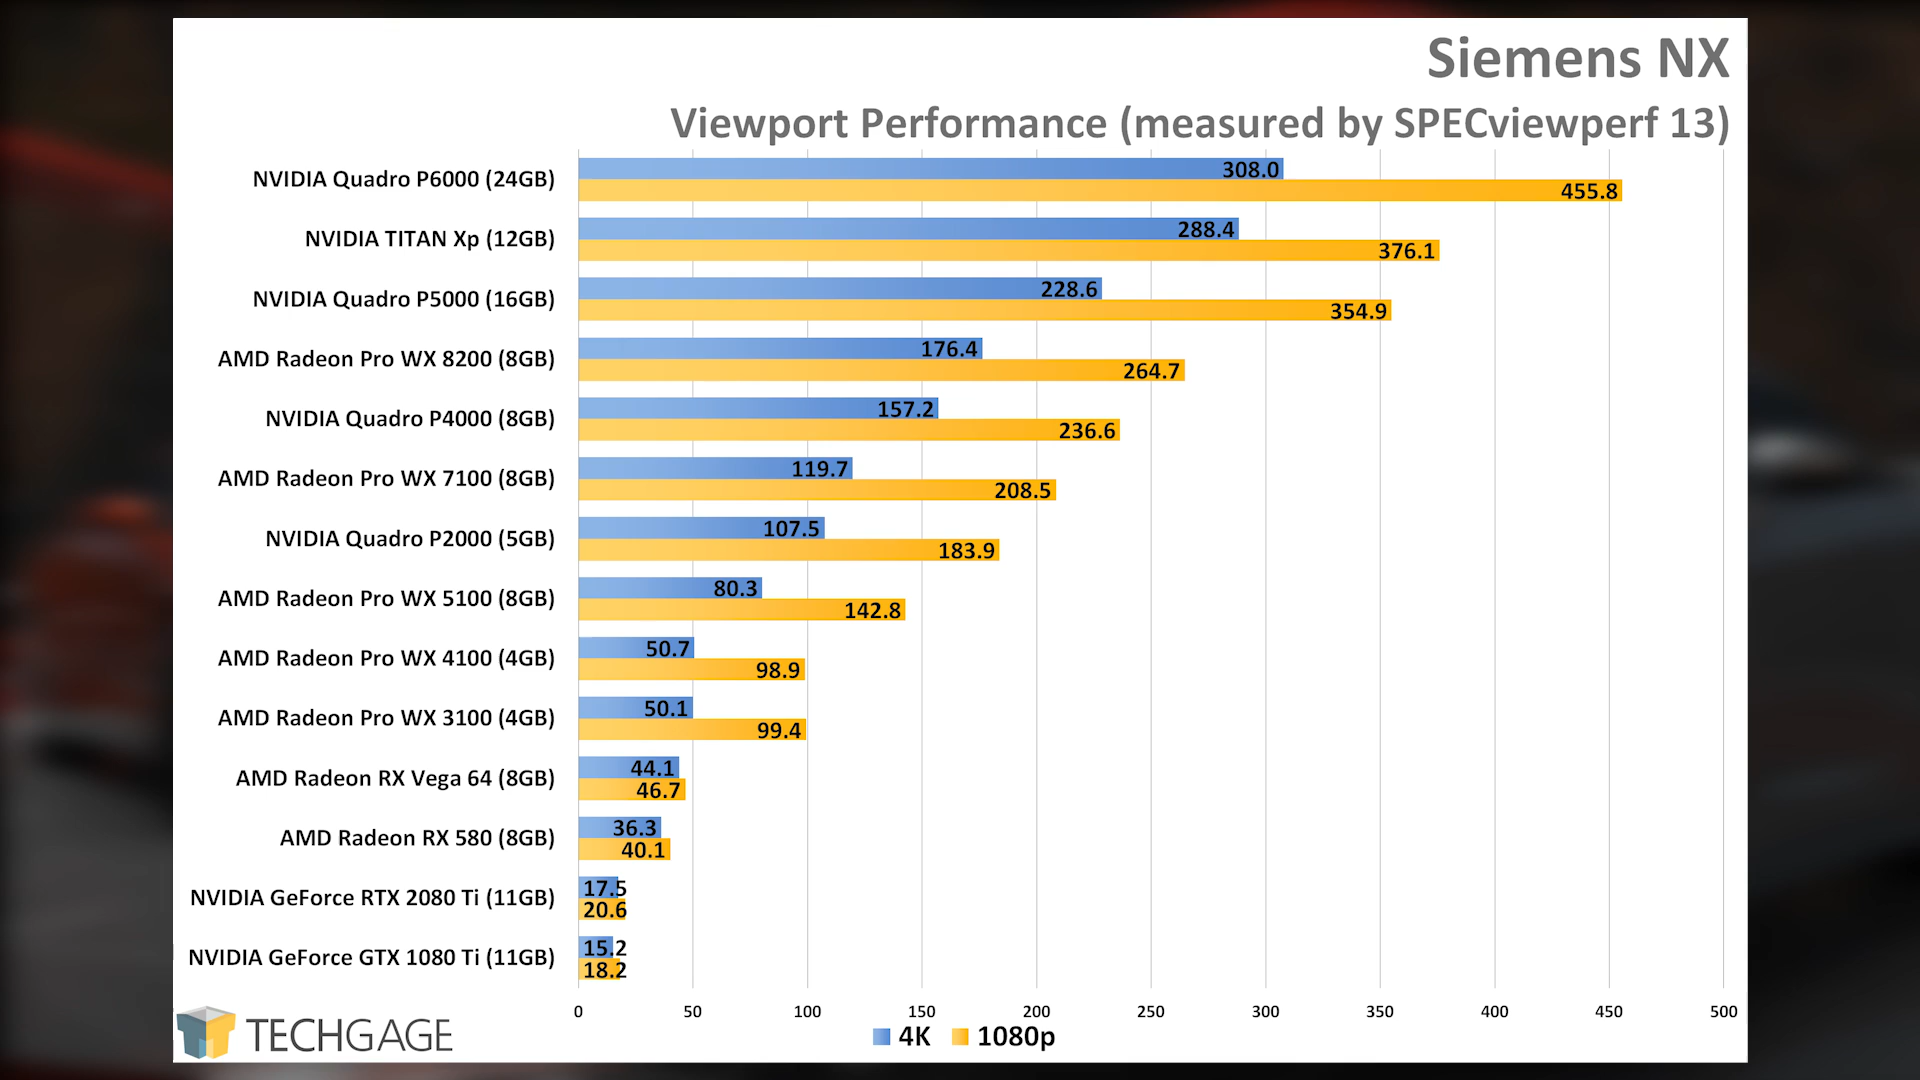 Siemens NX
Viewport Performance (measured by SPECviewperf 13)
NVIDIA Quadro P6000 (24GB)
308.0
455.8
NVIDIA TITAN Xp (12GB)
288.4
376.1
NVIDIA Quadro P5000 (16GB)
228.6
354.9
AMD Radeon Pro WX 8200 (8GB)
176.4
264.7
NVIDIA Quadro P4000 (8GB)
157.2
236.6
AMD Radeon Pro WX 7100 (8GB)
119.7
208.5
NVIDIA Quadro P2000 (5GB)
107.5
183.9
AMD Radeon Pro WX 5100 (8GB)
80.3
142.8
AMD Radeon Pro WX 4100 (4GB)
50.7
98.9
AMD Radeon Pro WX 3100 (4GB)
50.1
99.4
AMD Radeon RX Vega 64 (8GB)
44.1
46.7
AMD Radeon RX 580 (8GB)
36.3
40.1
NVIDIA GeForce RTX 2080 Ti (11GB)
17.5
20.6
NVIDIA GeForce GTX 1080 Ti (11GB)
15.2
18.2
0 50 100 150 200 250 300 350 400 450 500
4K 1080p
TECHGAGE